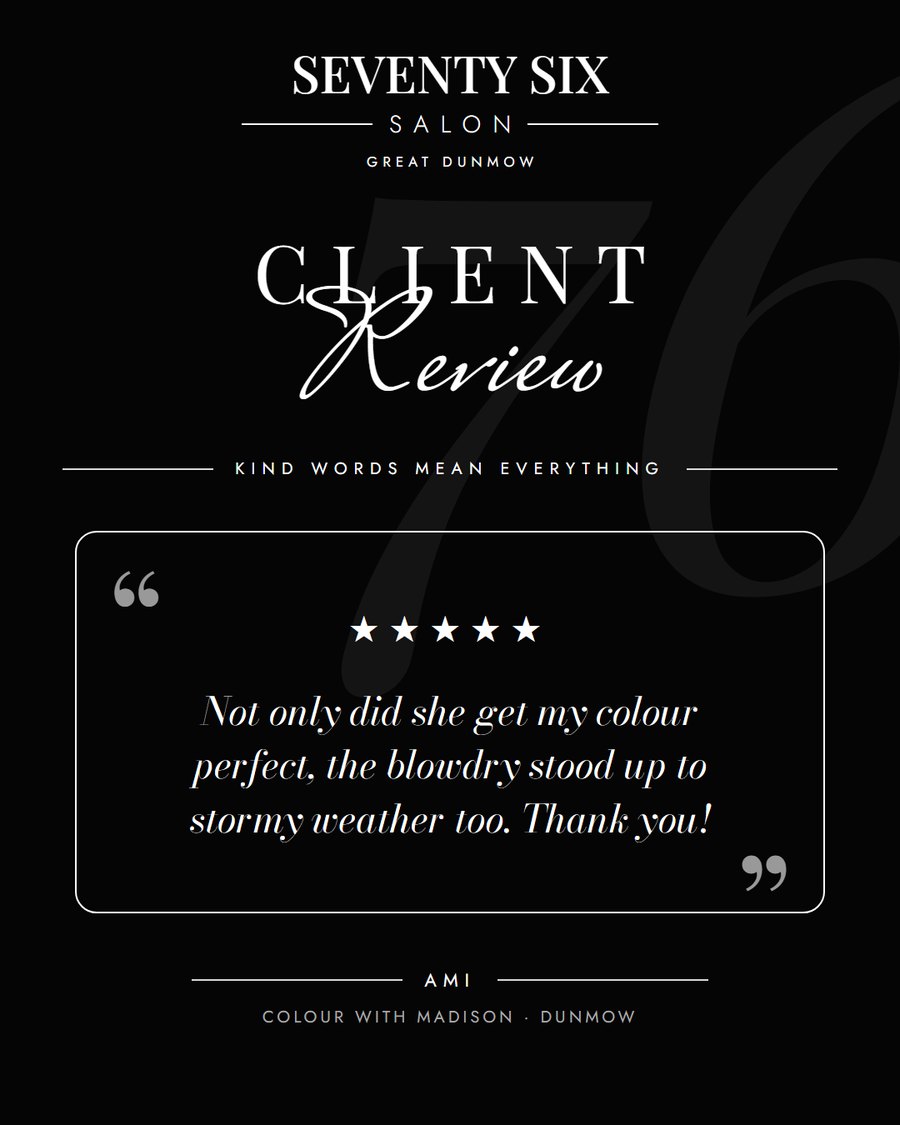 SEVENTY SIX
SALON
GREAT DUNMOW
76
CLIENT
Review
KIND WORDS MEAN EVERYTHING
“
★★★★★
Not only did she get my colour
perfect, the blowdry stood up to
stormy weather too. Thank you!
”
AMI
COLOUR WITH MADISON · DUNMOW